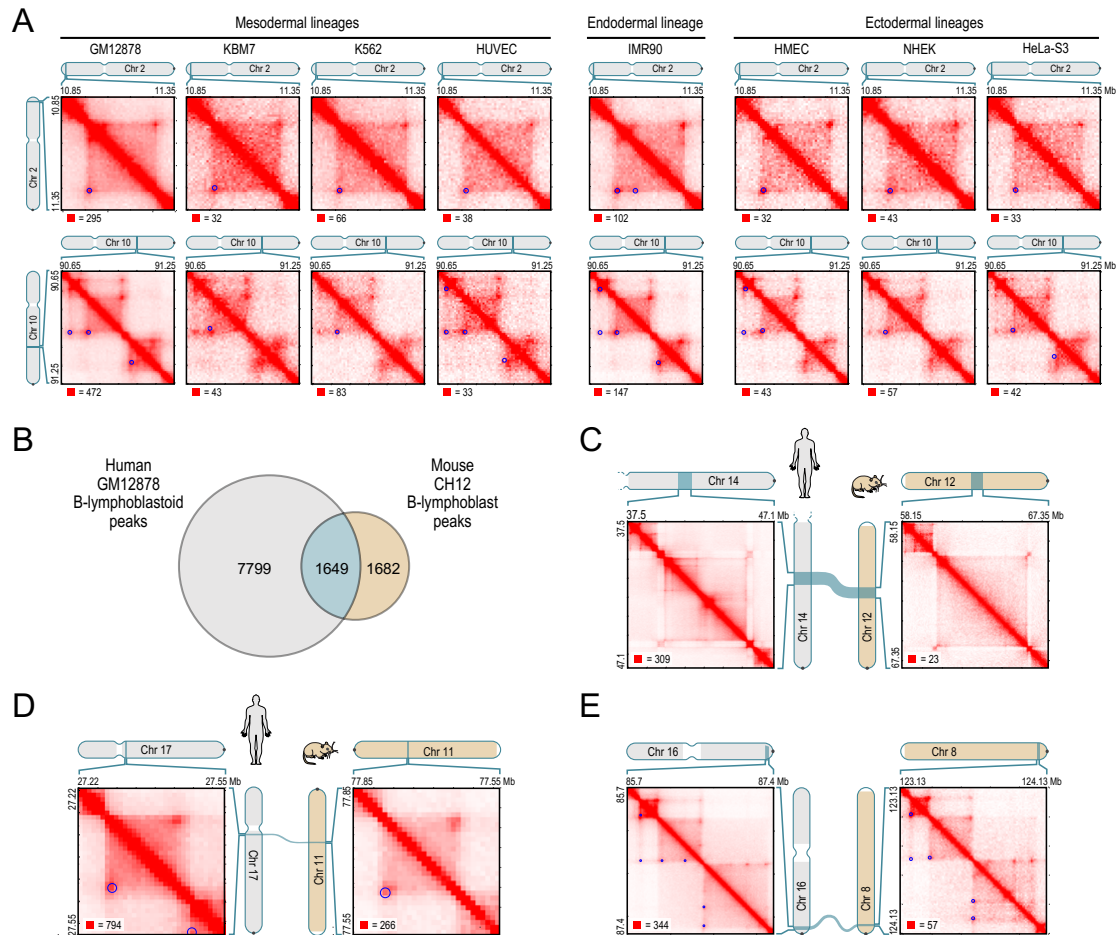 A
Mesodermal lineages
Endodermal lineage
Ectodermal lineages
GM12878
KBM7
K562
HUVEC
IMR90
HMEC
NHEK
HeLa-S3
Chr 2
Chr 2
Chr 2
Chr 2
Chr 2
Chr 2
Chr 2
Chr 2
10.85 11.35
10.85 11.35
10.85 11.35
10.85 11.35
10.85 11.35
10.85 11.35
10.85 11.35
10.85 11.35 Mb
10.85
Chr 2
11.35
= 295
= 32
= 66
= 38
= 102
= 32
= 43
= 33
Chr 10
Chr 10
Chr 10
Chr 10
Chr 10
Chr 10
Chr 10
Chr 10
90.65 91.25
90.65 91.25
90.65 91.25
90.65 91.25
90.65 91.25
90.65 91.25
90.65 91.25
90.65 91.25 Mb
90.65
Chr 10
91.25
= 472
= 43
= 83
= 33
= 147
= 43
= 57
= 42
B
Human
GM12878
B-lymphoblastoid
peaks
Mouse
CH12
B-lymphoblast
peaks
7799
1649
1682
C
Chr 14
Chr 12
37.5 47.1 Mb
58.15 67.35 Mb
37.5
47.1
Chr 14
Chr 12
58.15
67.35
= 309
= 23
D
Chr 17
Chr 11
27.22 27.55 Mb
77.85 77.55 Mb
27.22
27.55
Chr 17
Chr 11
77.85
77.55
= 794
= 266
E
Chr 16
Chr 8
85.7 87.4 Mb
123.13 124.13 Mb
85.7
87.4
Chr 16
Chr 8
123.13
124.13
= 344
= 57